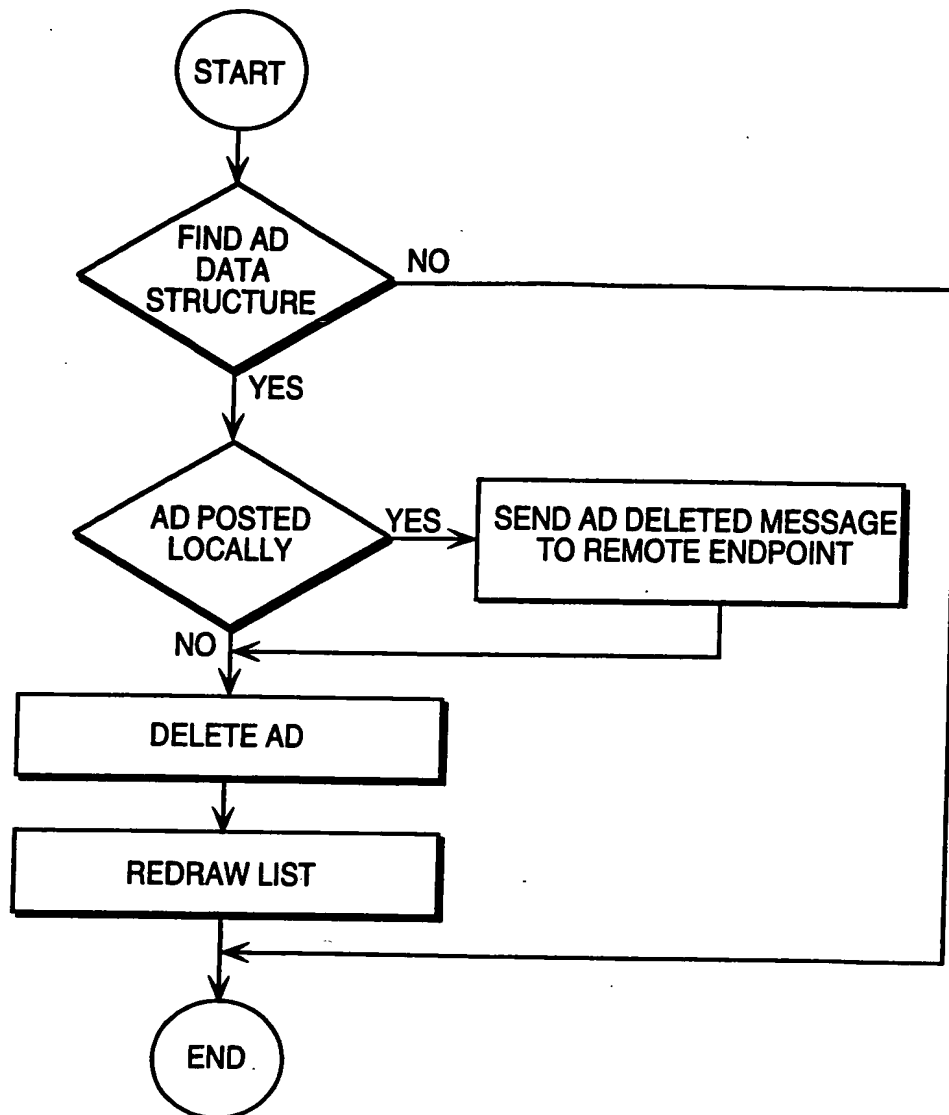 START
FIND AD
DATA
STRUCTURE
NO
YES
AD POSTED
LOCALLY
YES
SEND AD DELETED MESSAGE
TO REMOTE ENDPOINT
NO
DELETE AD
REDRAW LIST
END